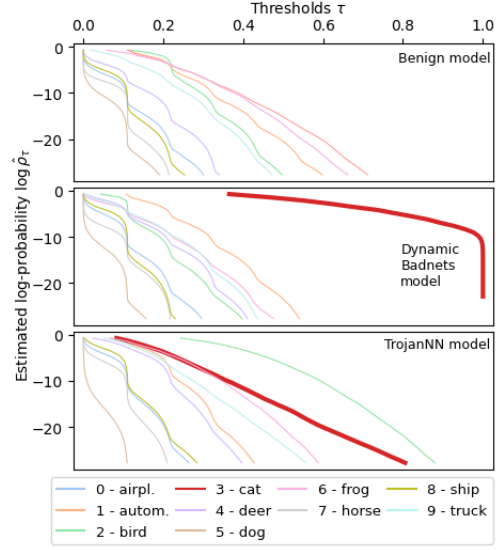 Thresholds τ
0.0 0.2 0.4 0.6 0.8 1.0
Estimated log-probability log ρ̂τ
0
−10
−20
Benign model
0
−10
−20
Dynamic
Badnets
model
0
−10
−20
TrojanNN model
0 - airpl. 3 - cat 6 - frog 8 - ship
1 - autom. 4 - deer 7 - horse 9 - truck
2 - bird 5 - dog